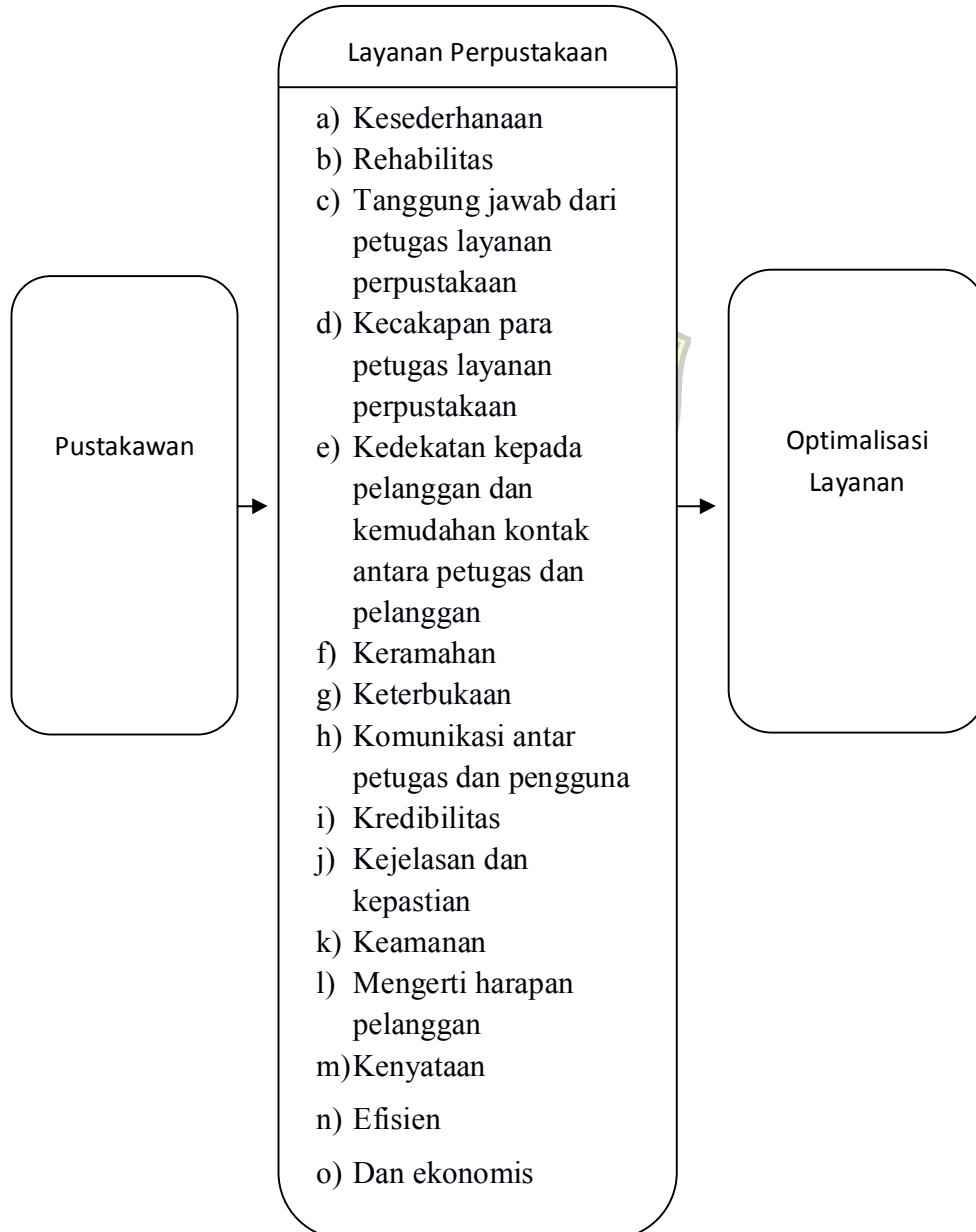 Pustakawan
Layanan Perpustakaan
a) Kesederhanaan
b) Rehabilitas
c) Tanggung jawab dari
petugas layanan
perpustakaan
d) Kecakapan para
petugas layanan
perpustakaan
e) Kedekatan kepada
pelanggan dan
kemudahan kontak
antara petugas dan
pelanggan
f) Keramahan
g) Keterbukaan
h) Komunikasi antar
petugas dan pengguna
i) Kredibilitas
j) Kejelasan dan
kepastian
k) Keamanan
l) Mengerti harapan
pelanggan
m)Kenyataan
n) Efisien
o) Dan ekonomis
Optimalisasi
Layanan